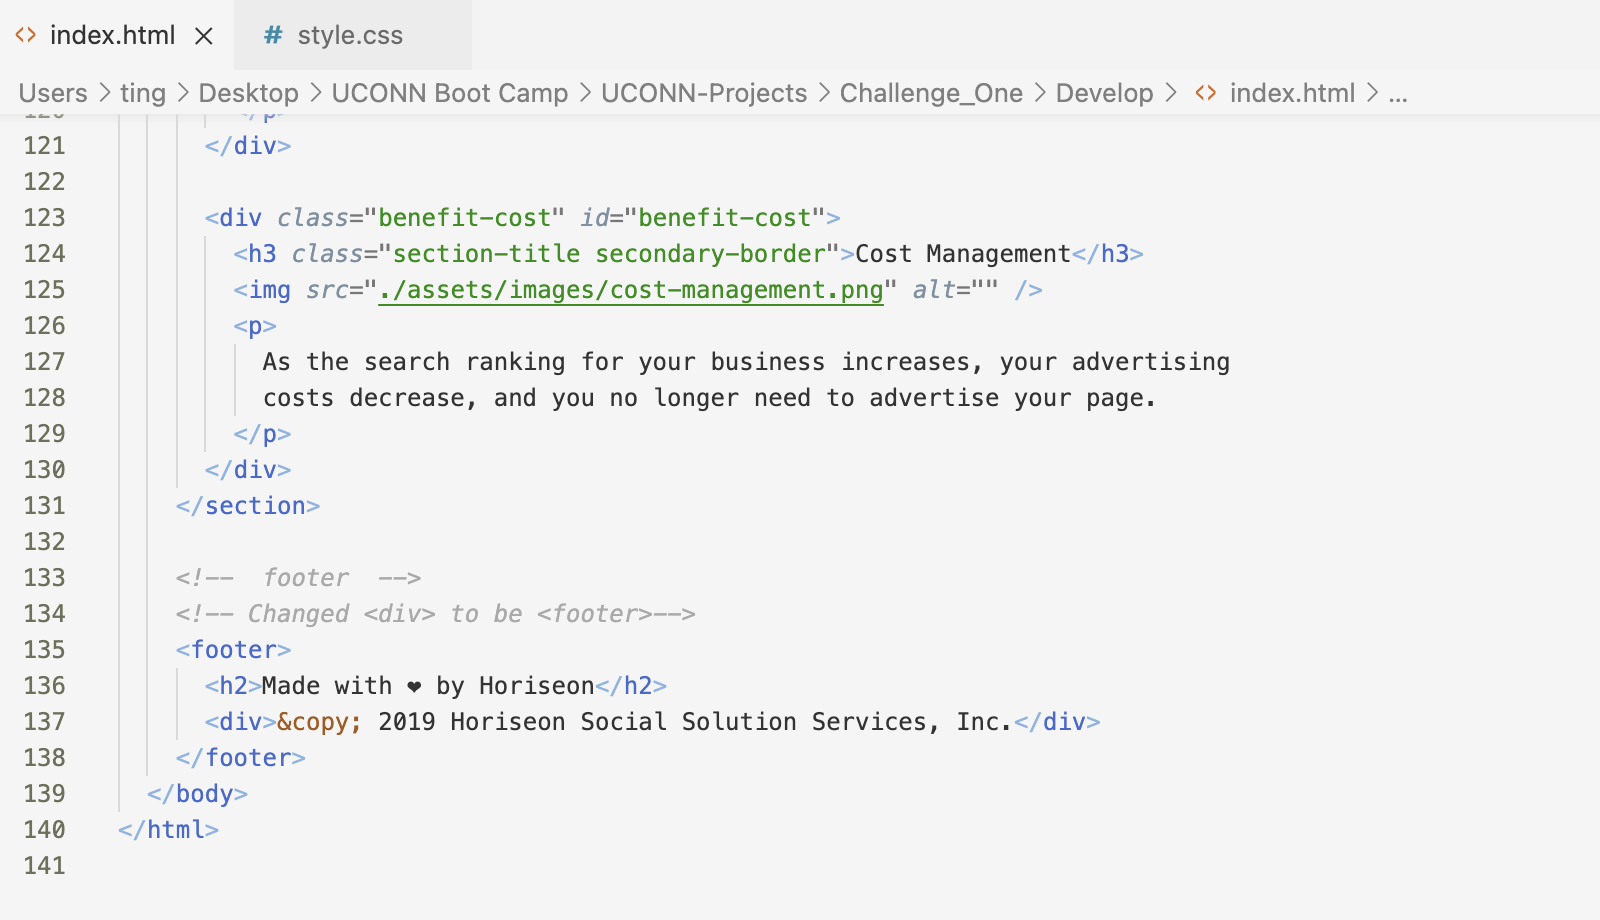 <> index.html ×
# style.css
Users > ting > Desktop > UCONN Boot Camp > UCONN-Projects > Challenge_One > Develop > <> index.html > ...
120 </p>
121 </div>
122
123 <div class="benefit-cost" id="benefit-cost">
124 <h3 class="section-title secondary-border">Cost Management</h3>
125 <img src="./assets/images/cost-management.png" alt="" />
126 <p>
127 As the search ranking for your business increases, your advertising
128 costs decrease, and you no longer need to advertise your page.
129 </p>
130 </div>
131 </section>
132
133 <!--  footer  -->
134 <!-- Changed <div> to be <footer>-->
135 <footer>
136 <h2>Made with ❤ by Horiseon</h2>
137 <div>&copy; 2019 Horiseon Social Solution Services, Inc.</div>
138 </footer>
139 </body>
140 </html>
141